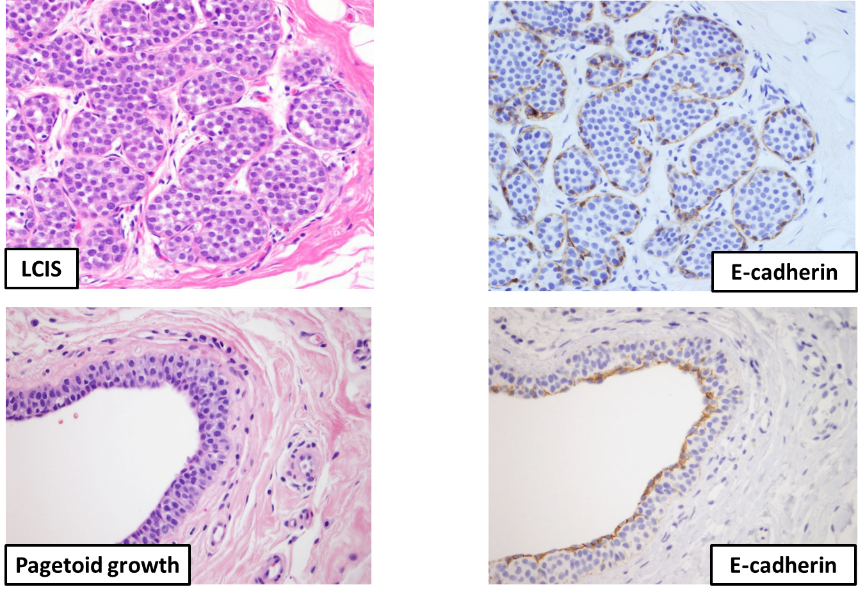 LCIS
E-cadherin
Pagetoid growth
E-cadherin